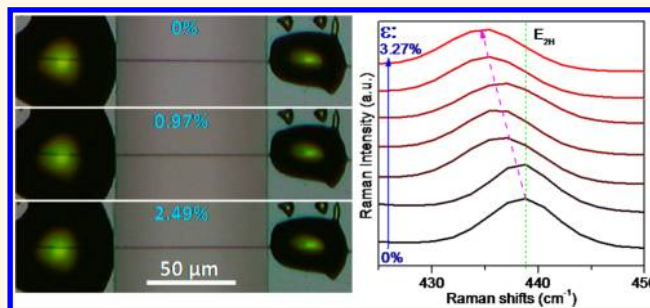 0%
0.97%
2.49%
50 µm
ε:
3.27%
0%
E2H
Raman Intensity (a.u.)
430
440
450
Raman shifts (cm⁻¹)